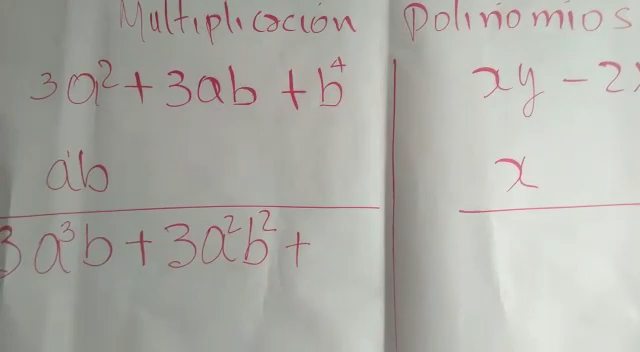 Multiplicación Polinomios
3a²+3ab+b⁴
ab
3a³b+3a²b²+
xy-2
x